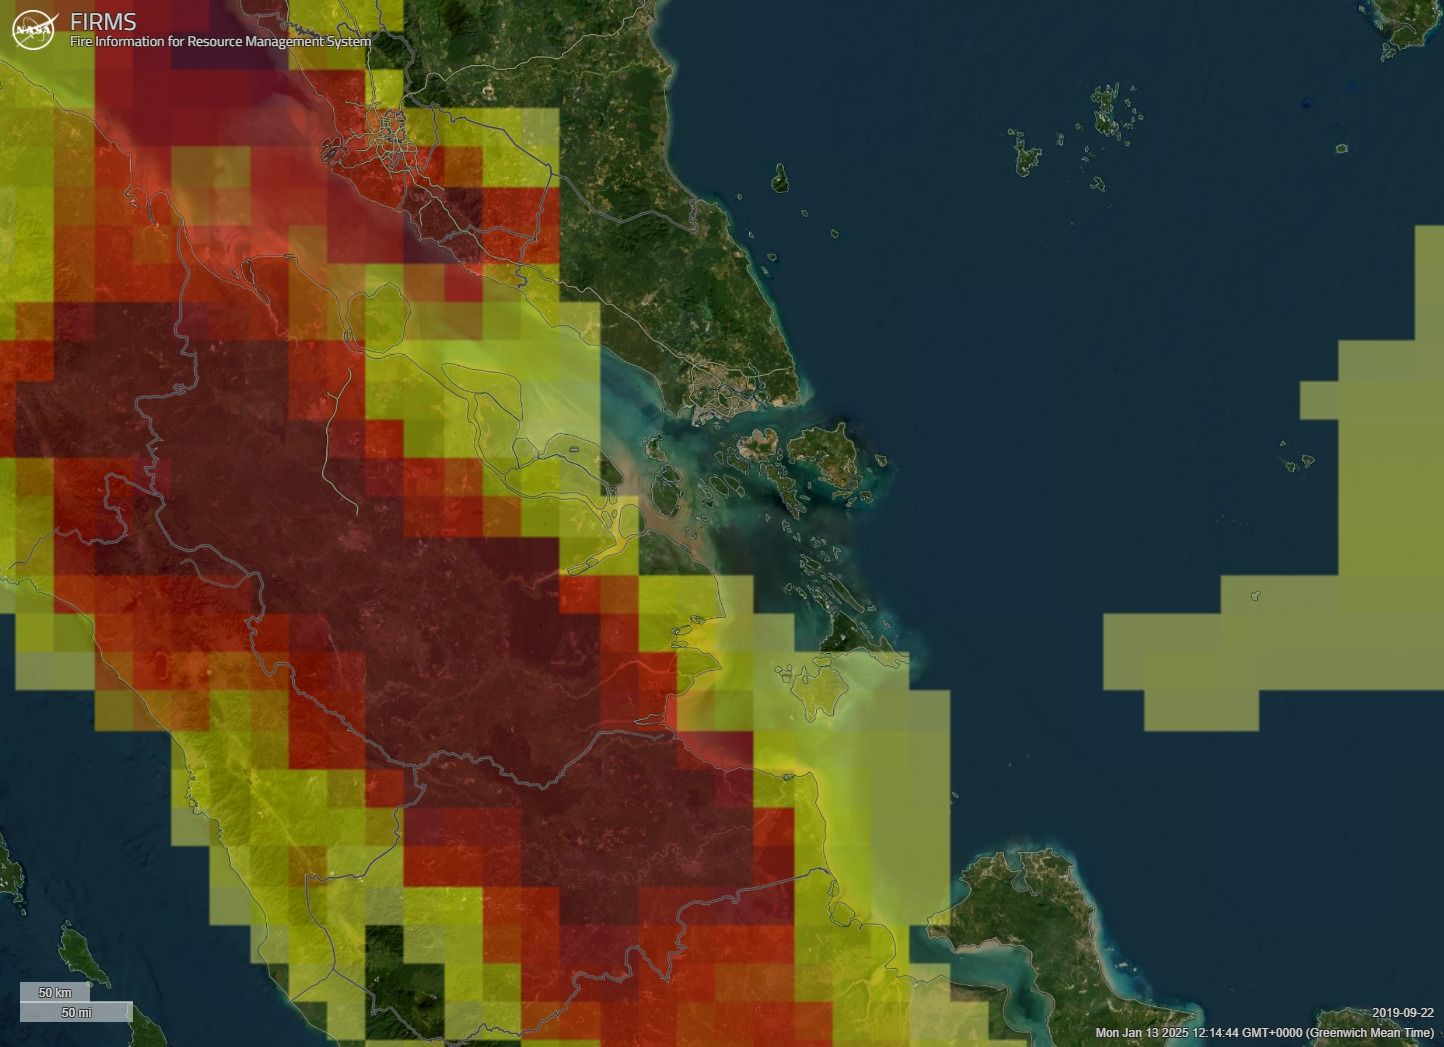 NASA
FIRMS
Fire Information for Resource Management System
50 km
50 mi
2019-09-22
Mon Jan 13 2025 12:14:44 GMT+0000 (Greenwich Mean Time)